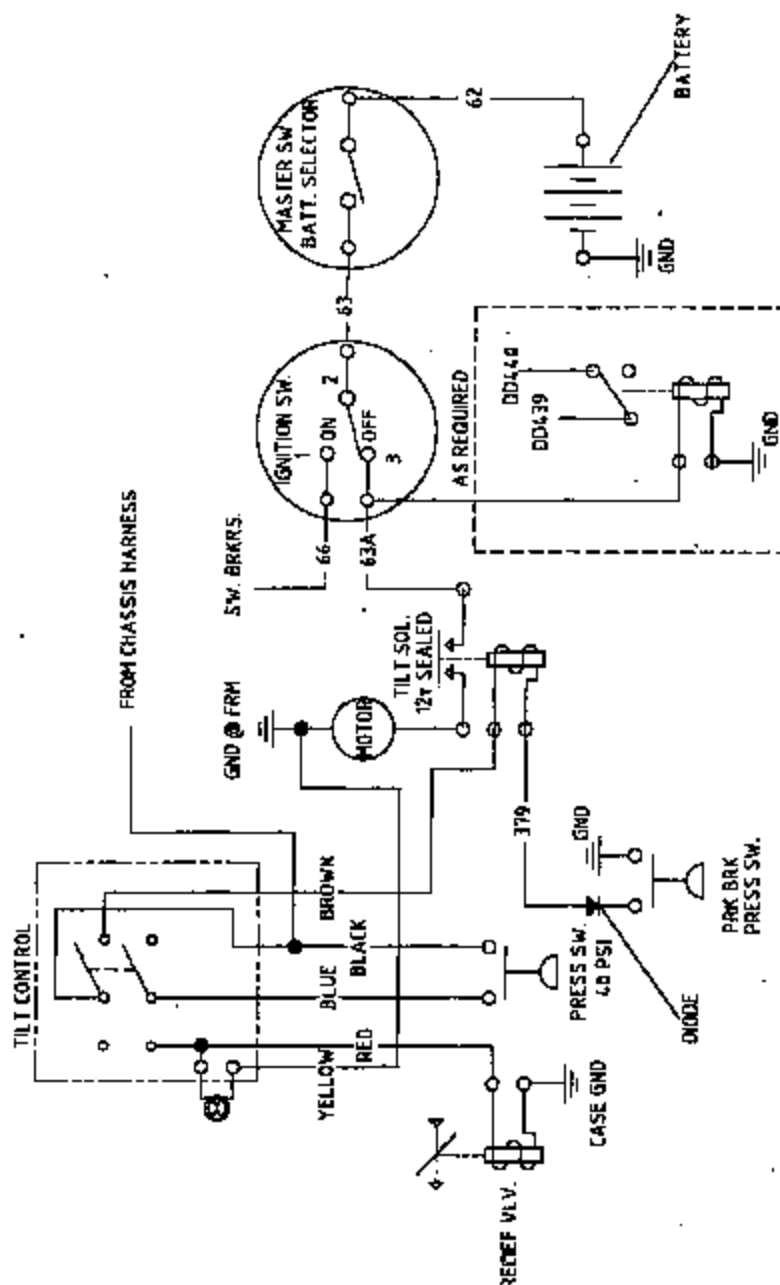 TILT CONTROL
FROM CHASSIS HARNESS
YELLOW
RED
BLUE
BLACK
BROWN
GND @ FRM
MOTOR
TILT SOL.
12v SEALED
SW. BRKRS.
66
63A
IGNITION SW.
1
ON
2
OFF
3
63
MASTER SW
BATT. SELECTOR
62
BATTERY
GND
AS REQUIRED
DD439
DD440
GND
379
GND
PRK BRK
PRESS SW.
PRESS SW.
DIODE
CASE GND
RELIEF VLV.